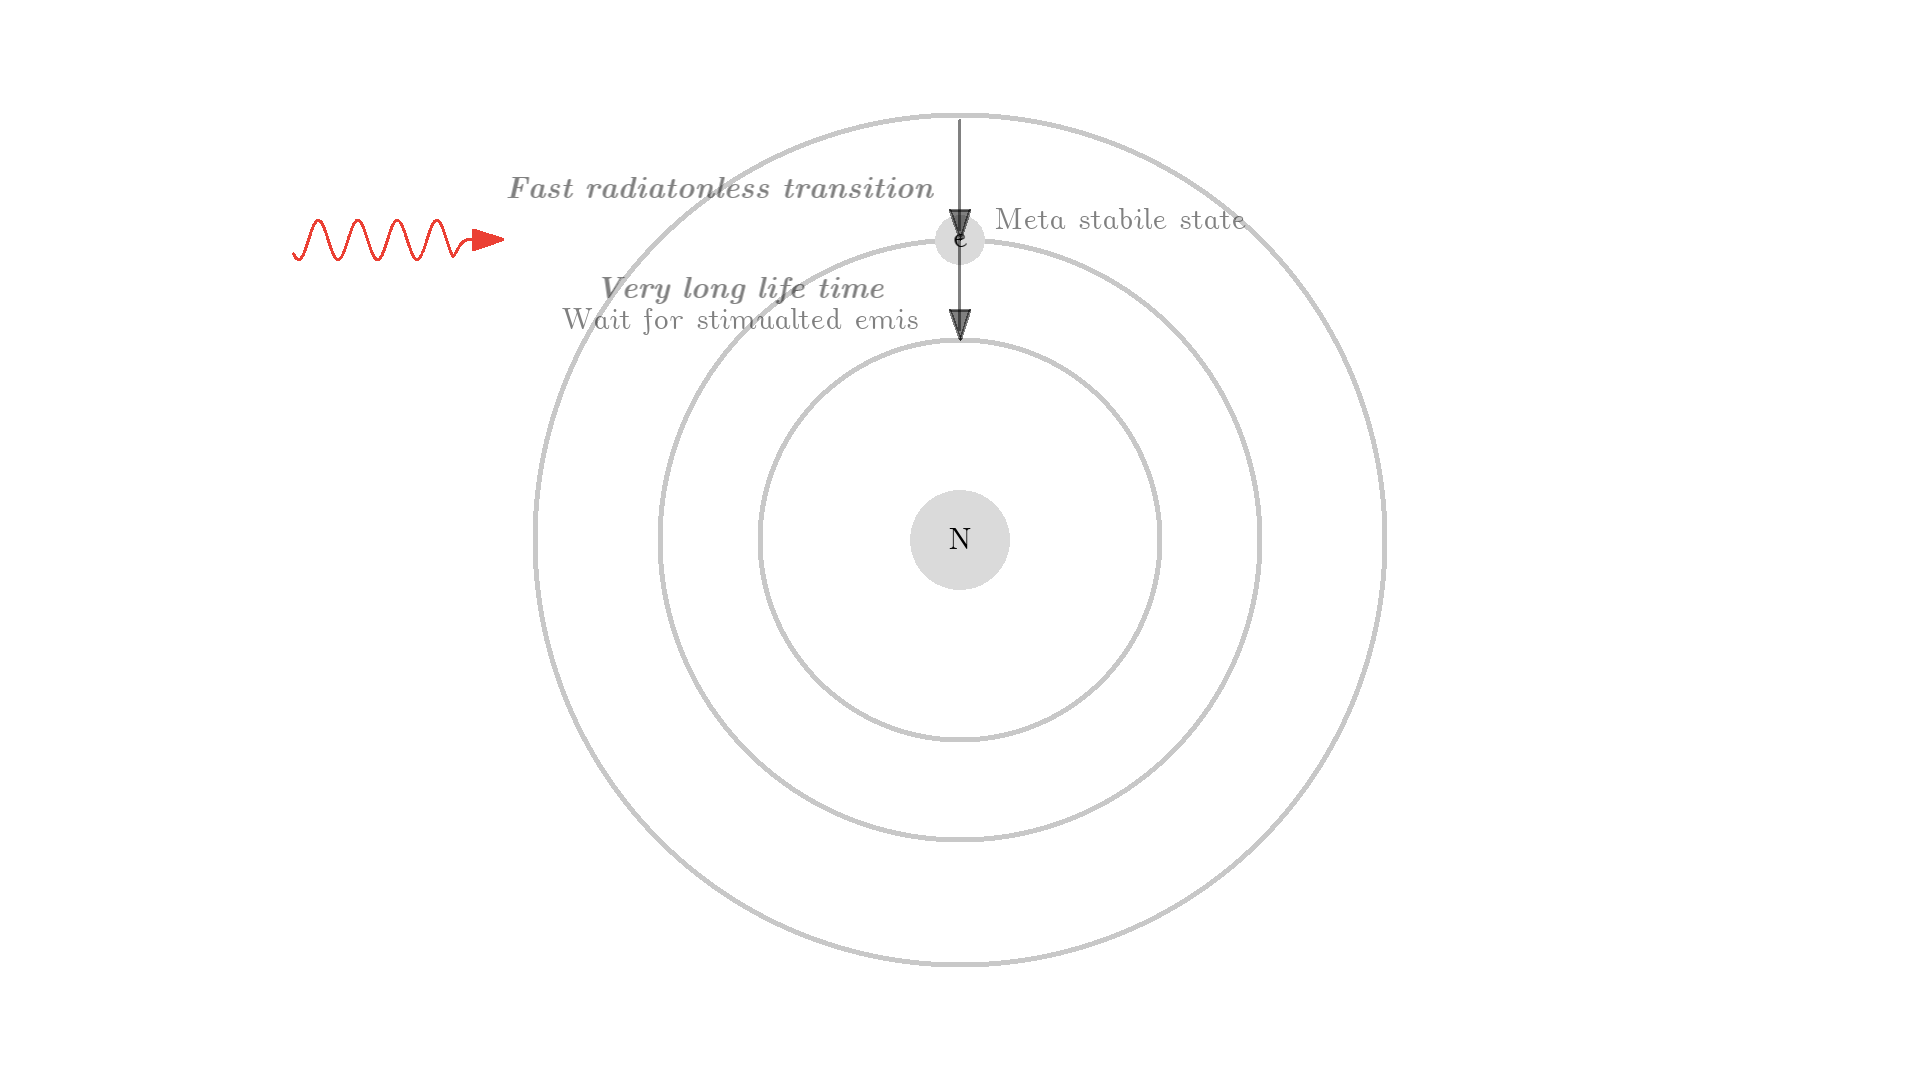 Fast radiatonless transition
Meta stabile state
e
Very long life time
Wait for stimualted emis
N